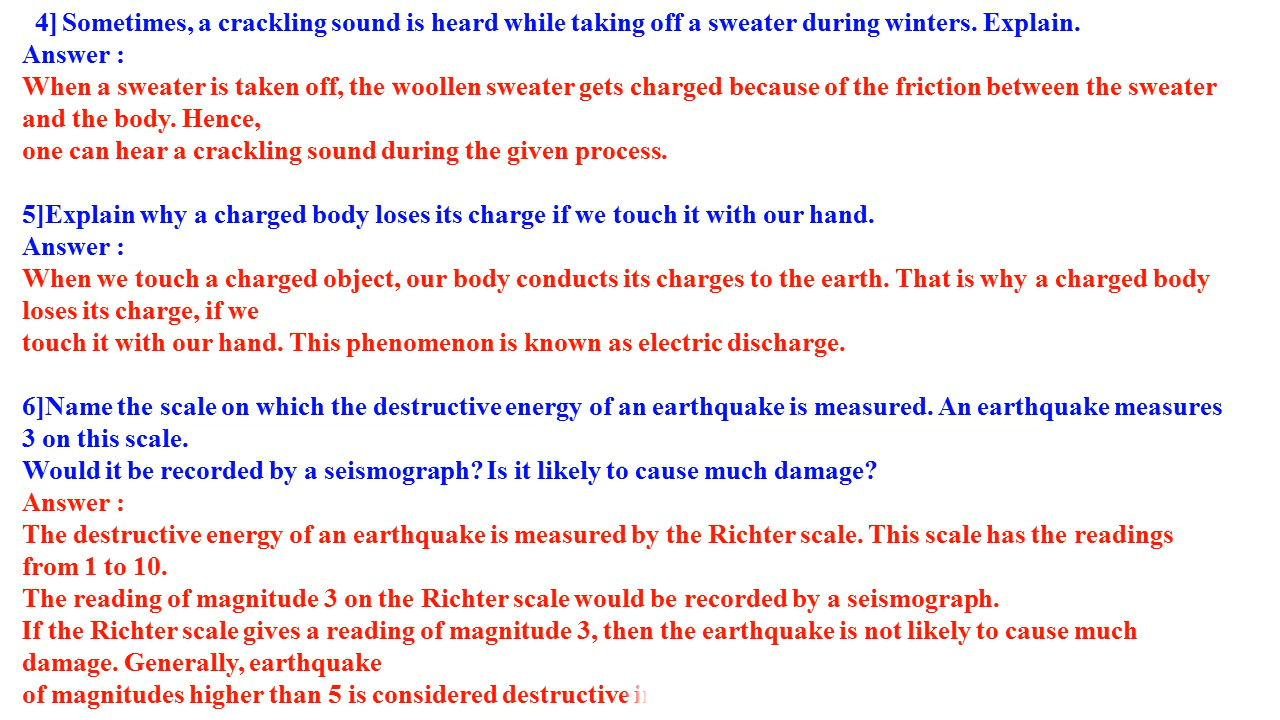 4] Sometimes, a crackling sound is heard while taking off a sweater during winters. Explain.
Answer :
When a sweater is taken off, the woollen sweater gets charged because of the friction between the sweater
and the body. Hence,
one can hear a crackling sound during the given process.
5]Explain why a charged body loses its charge if we touch it with our hand.
Answer :
When we touch a charged object, our body conducts its charges to the earth. That is why a charged body
loses its charge, if we
touch it with our hand. This phenomenon is known as electric discharge.
6]Name the scale on which the destructive energy of an earthquake is measured. An earthquake measures
3 on this scale.
Would it be recorded by a seismograph? Is it likely to cause much damage?
Answer :
The destructive energy of an earthquake is measured by the Richter scale. This scale has the readings
from 1 to 10.
The reading of magnitude 3 on the Richter scale would be recorded by a seismograph.
If the Richter scale gives a reading of magnitude 3, then the earthquake is not likely to cause much
damage. Generally, earthquake
of magnitudes higher than 5 is considered destructive